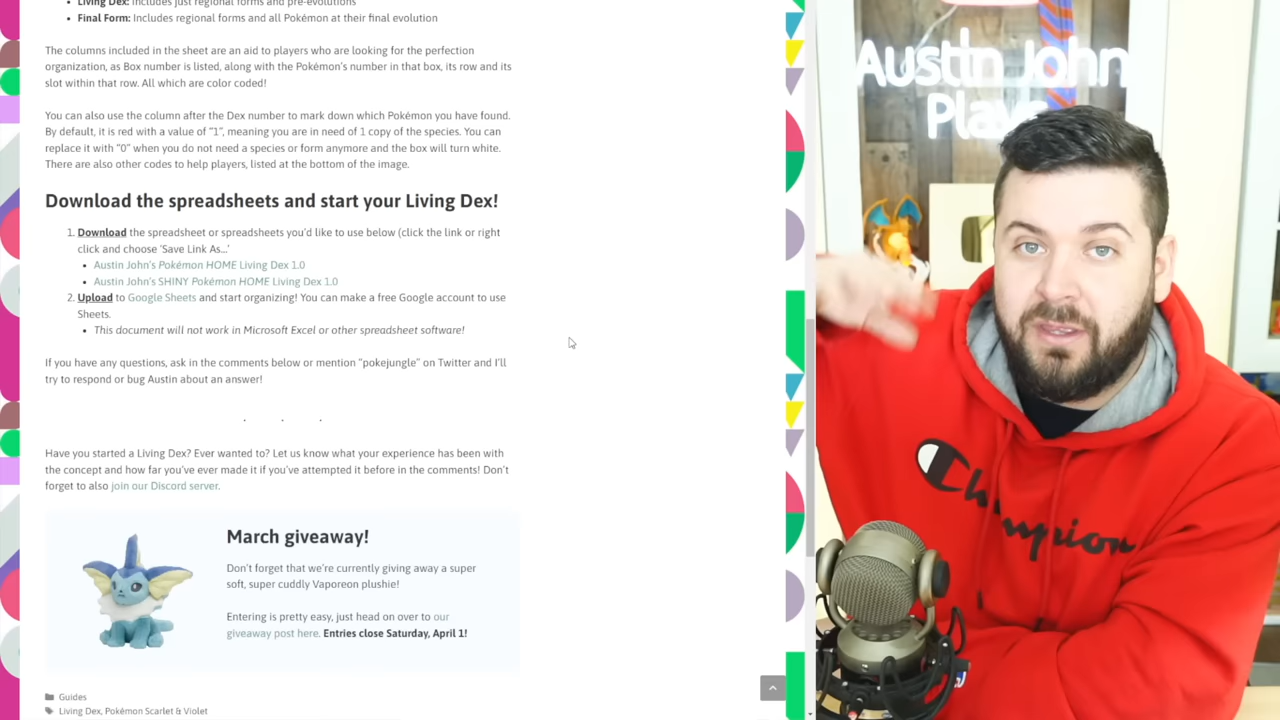 Living Dex: Includes just regional forms and pre-evolutions
Final Form: Includes regional forms and all Pokémon at their final evolution
The columns included in the sheet are an aid to players who are looking for the perfection
organization, as Box number is listed, along with the Pokémon's number in that box, its row and its
slot within that row. All which are color coded!
You can also use the column after the Dex number to mark down which Pokémon you have found.
By default, it is red with a value of "1", meaning you are in need of 1 copy of the species. You can
replace it with "0" when you do not need a species or form anymore and the box will turn white.
There are also other codes to help players, listed at the bottom of the image.
Download the spreadsheets and start your Living Dex!
1. Download the spreadsheet or spreadsheets you'd like to use below (click the link or right
click and choose 'Save Link As...'
Austin John's Pokémon HOME Living Dex 1.0
Austin John's SHINY Pokémon HOME Living Dex 1.0
2. Upload to Google Sheets and start organizing! You can make a free Google account to use
Sheets.
This document will not work in Microsoft Excel or other spreadsheet software!
If you have any questions, ask in the comments below or mention "pokejungle" on Twitter and I'll
try to respond or bug Austin about an answer!
. . .
Have you started a Living Dex? Ever wanted to? Let us know what your experience has been with
the concept and how far you've ever made it if you've attempted it before in the comments! Don't
forget to also join our Discord server.
March giveaway!
Don't forget that we're currently giving away a super
soft, super cuddly Vaporeon plushie!
Entering is pretty easy, just head on over to our
giveaway post here. Entries close Saturday, April 1!
Guides
Living Dex, Pokémon Scarlet & Violet
Austin John
Plays
Champion